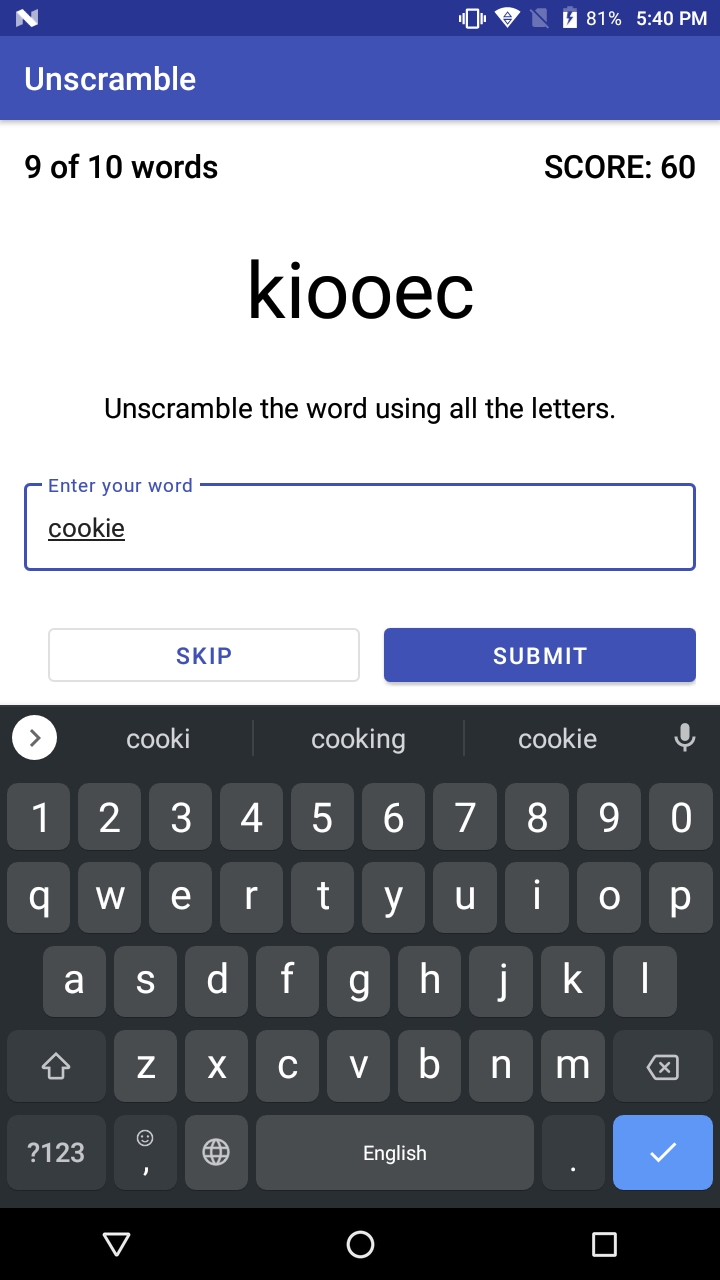 81% 5:40 PM
Unscramble
9 of 10 words SCORE: 60
kiooec
Unscramble the word using all the letters.
Enter your word
cookie
SKIP SUBMIT
cooki cooking cookie
1 2 3 4 5 6 7 8 9 0
q w e r t y u i o p
a s d f g h j k l
z x c v b n m
?123 , English .